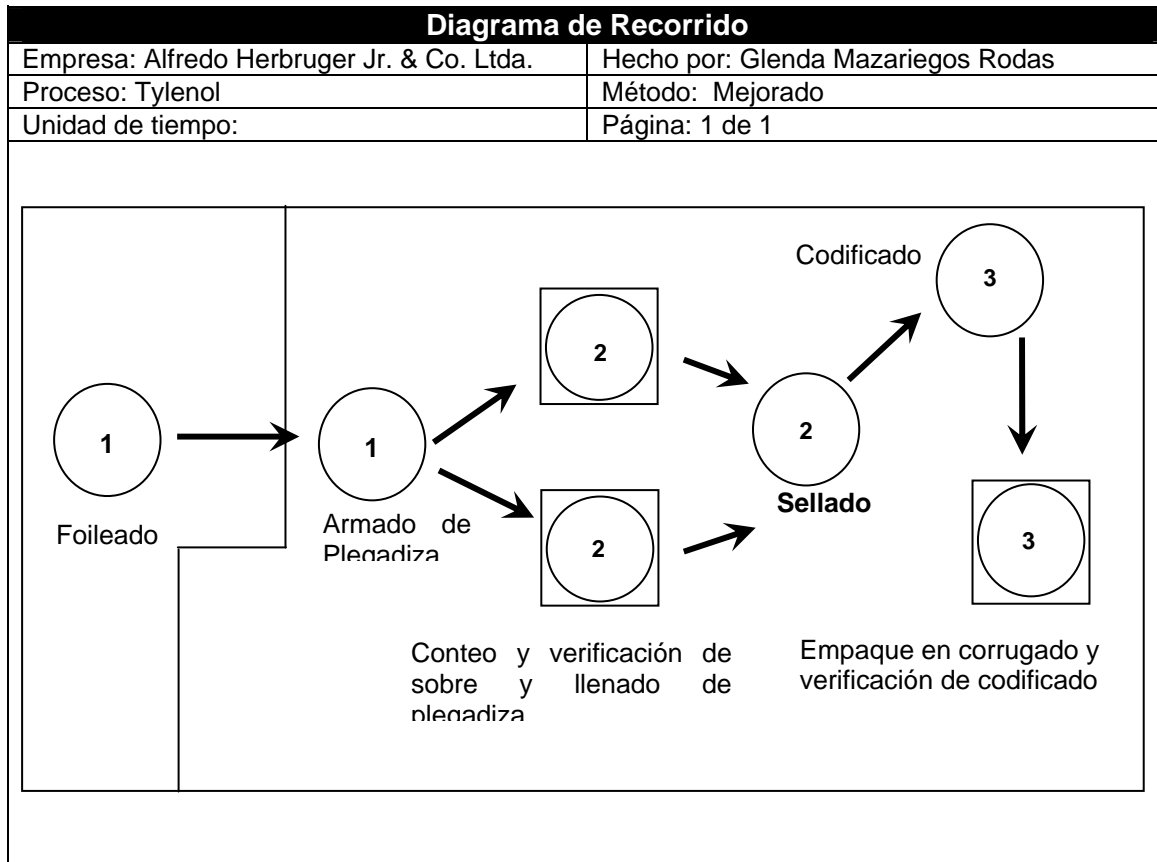 Diagrama de Recorrido
Empresa: Alfredo Herbruger Jr. & Co. Ltda.
Hecho por: Glenda Mazariegos Rodas
Proceso: Tylenol
Método: Mejorado
Unidad de tiempo:
Página: 1 de 1
Codificado
3
2
1
1
2
Sellado
Foileado
Armado de
Plegadiza
2
3
Conteo y verificación de
sobre y llenado de
plegadiza
Empaque en corrugado y
verificación de codificado